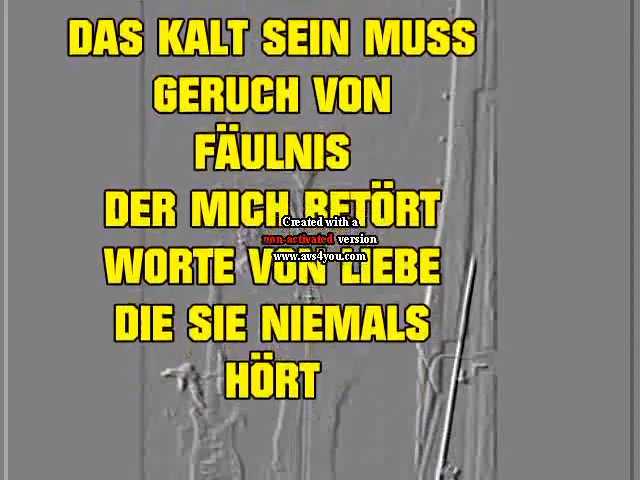 DAS KALT SEIN MUSS
GERUCH VON
FÄULNIS
DER MICH BETÖRT
Created with a
non-activated version
www.avs4you.com
WORTE VON LIEBE
DIE SIE NIEMALS
HÖRT